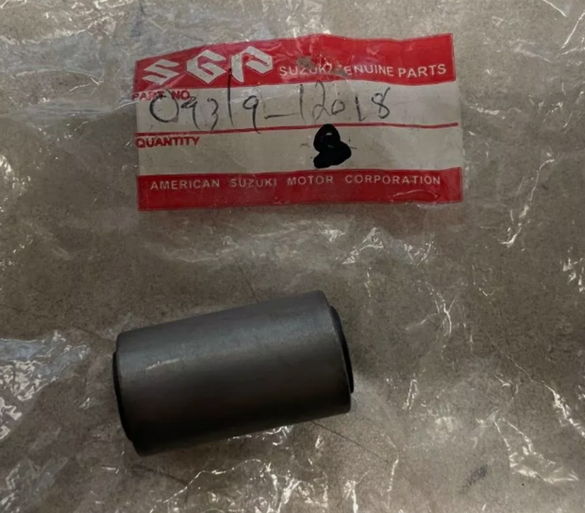 SGP SUZUKI GENUINE PARTS
PART NO. 09319-12018
QUANTITY 8
AMERICAN SUZUKI MOTOR CORPORATION